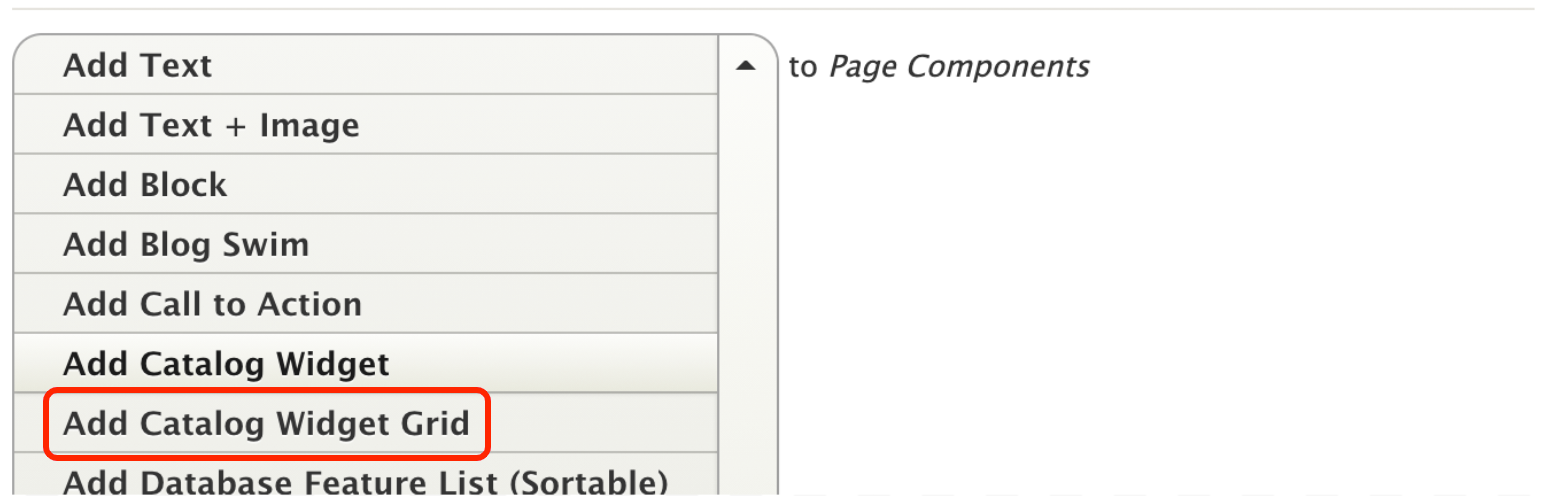 Add Text to Page Components
Add Text + Image
Add Block
Add Blog Swim
Add Call to Action
Add Catalog Widget
Add Catalog Widget Grid
Add Database Feature List (Sortable)